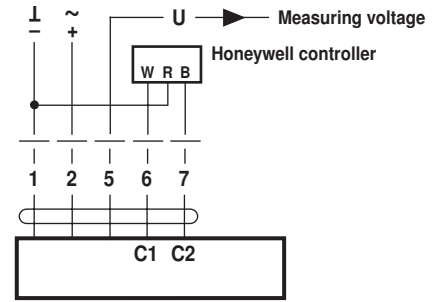 ⊥ ~ U Measuring voltage
– +
Honeywell controller
W R B
1 2 5 6 7
C1 C2